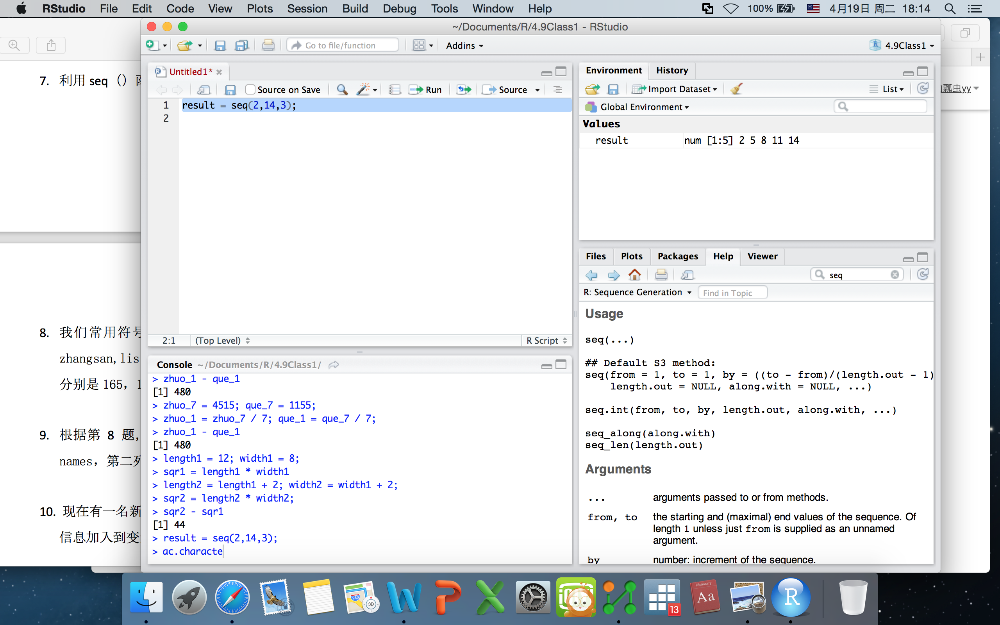 RStudio File Edit Code View Plots Session Build Debug Tools Window Help 100% 4月19日 周二 18:14
~/Documents/R/4.9Class1 - RStudio
Go to file/function Addins 4.9Class1
7. 利用 seq （）
Untitled1*
Source on Save Run Source
1 result = seq(2,14,3);
2
2:1 (Top Level) R Script
Environment History
Import Dataset List
Global Environment
Values
result num [1:5] 2 5 8 11 14
瓢虫yy
8. 我们常用符号
zhangsan,lis
分别是 165，1
9. 根据第 8 题，
names，第二列
10. 现在有一名新
信息加入到变
Console ~/Documents/R/4.9Class1/
> zhuo_1 - que_1
[1] 480
> zhuo_7 = 4515; que_7 = 1155;
> zhuo_1 = zhuo_7 / 7; que_1 = que_7 / 7;
> zhuo_1 - que_1
[1] 480
> length1 = 12; width1 = 8;
> sqr1 = length1 * width1
> length2 = length1 + 2; width2 = width1 + 2;
> sqr2 = length2 * width2;
> sqr2 - sqr1
[1] 44
> result = seq(2,14,3);
> ac.characte
Files Plots Packages Help Viewer
seq
R: Sequence Generation Find in Topic
Usage
seq(...)
## Default S3 method:
seq(from = 1, to = 1, by = ((to - from)/(length.out - 1)
length.out = NULL, along.with = NULL, ...)
seq.int(from, to, by, length.out, along.with, ...)
seq_along(along.with)
seq_len(length.out)
Arguments
... arguments passed to or from methods.
from, to the starting and (maximal) end values of the sequence. Of
length 1 unless just from is supplied as an unnamed
argument.
by number: increment of the sequence.
280
3D
13
Dictionary
Aa
R